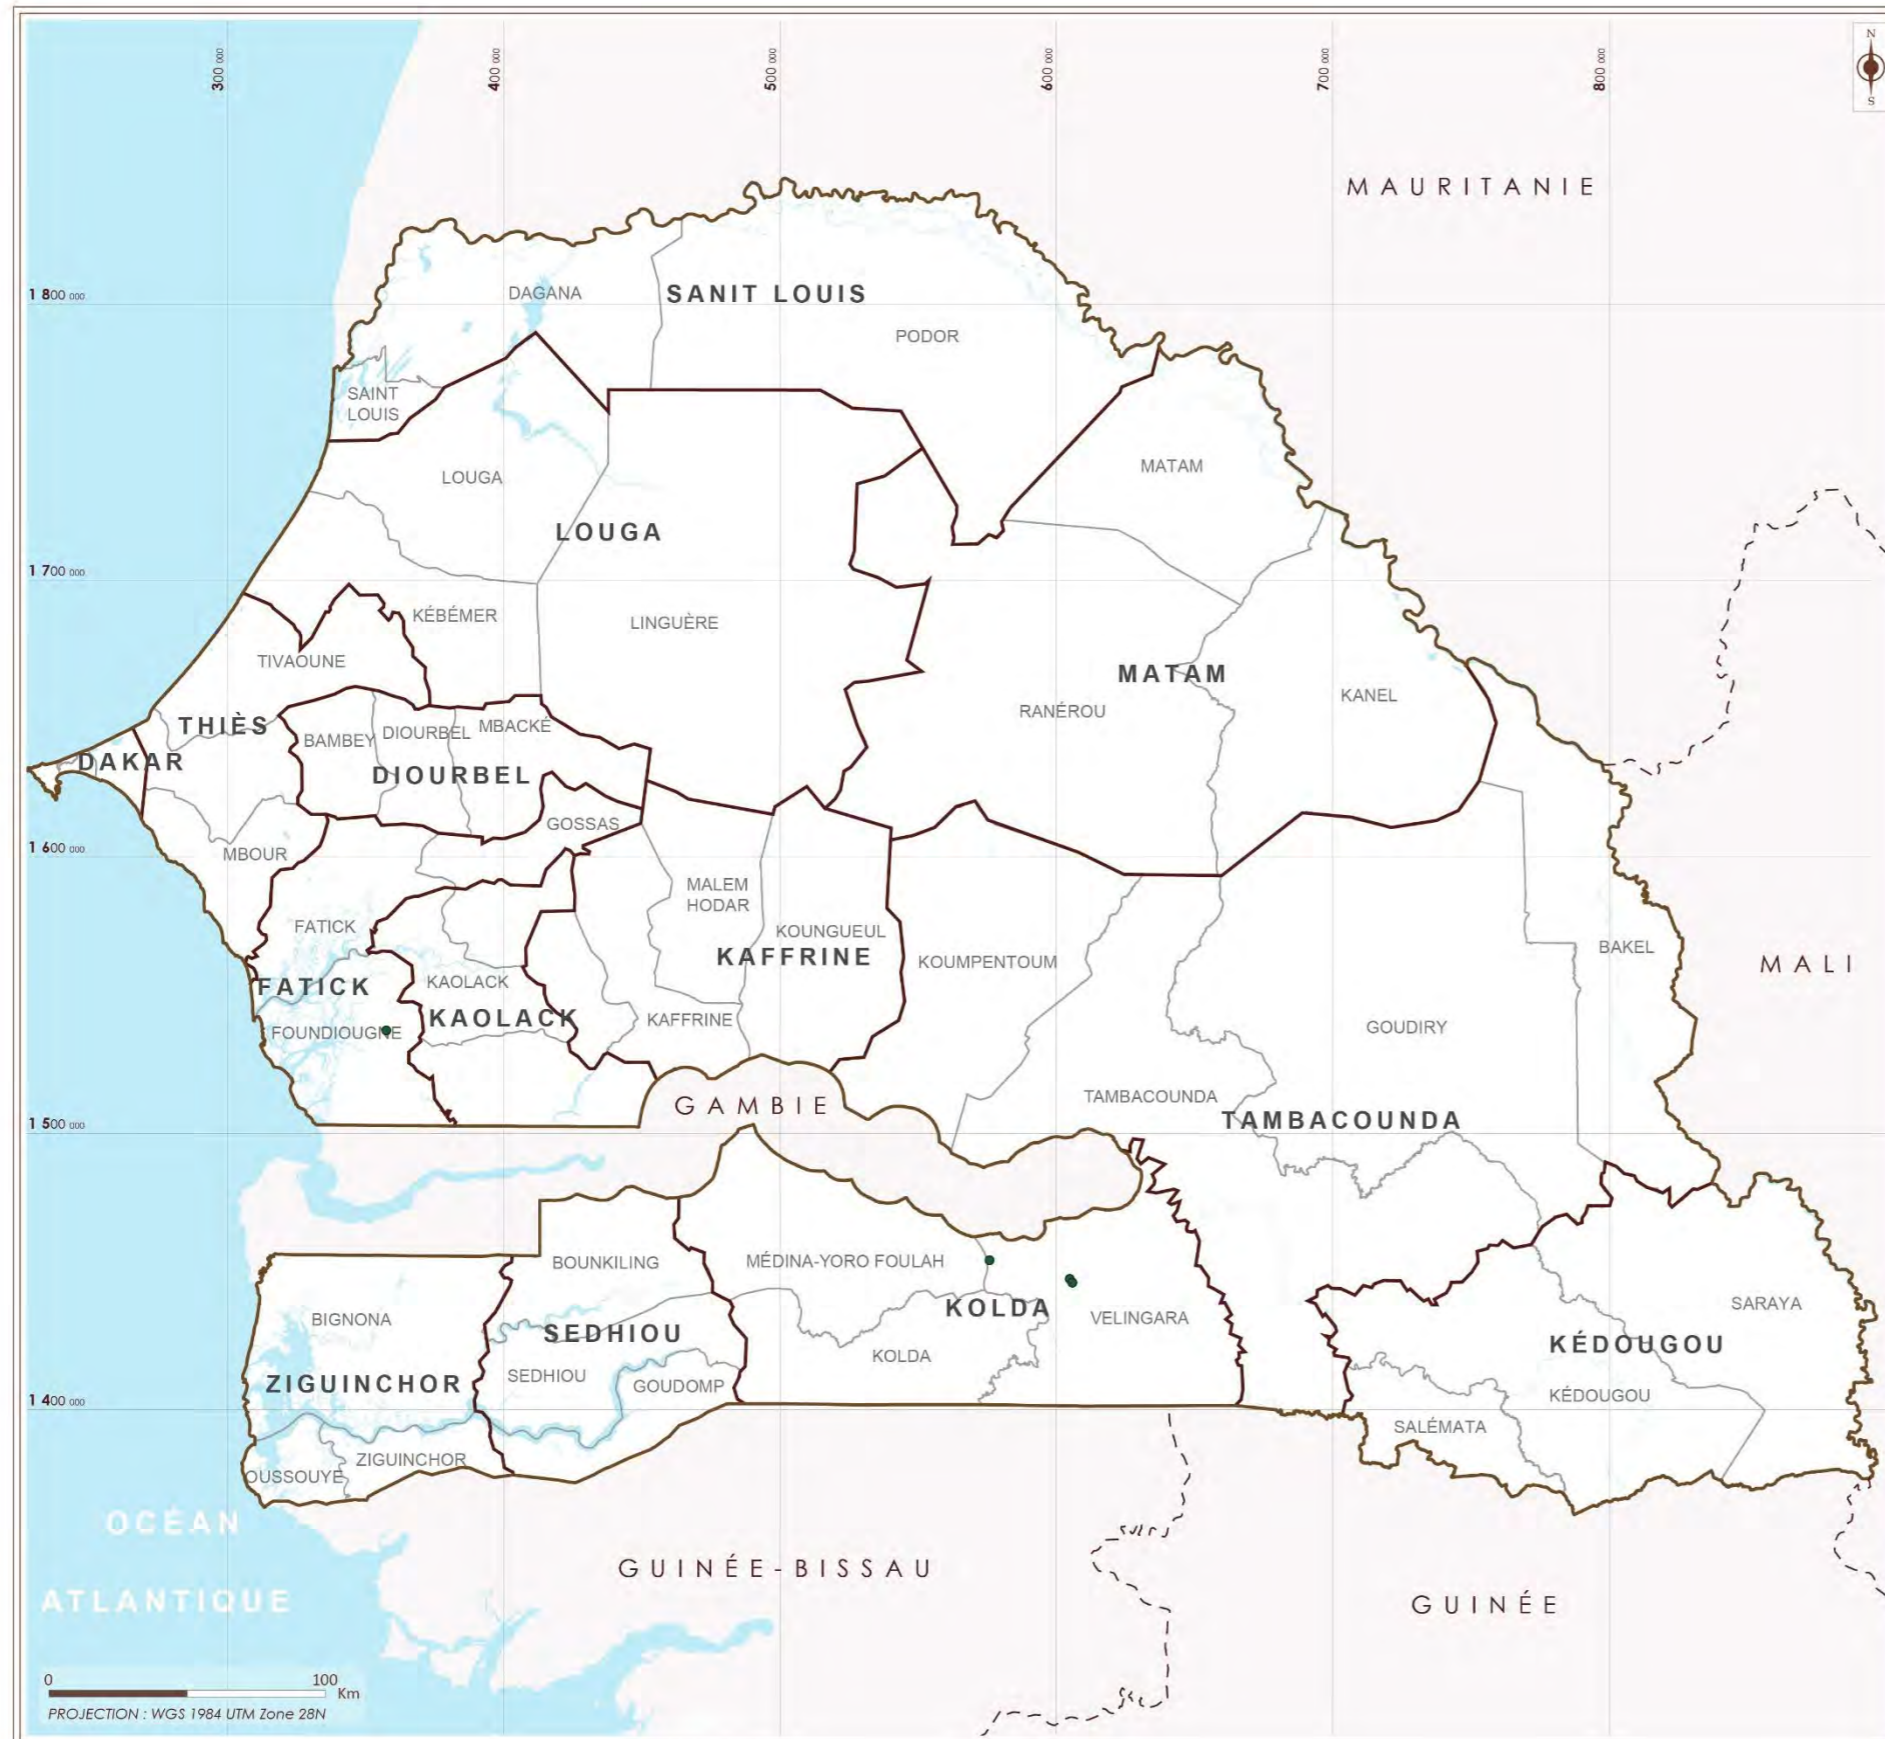 300 000
400 000
500 000
600 000
700 000
800 000
N
S
MAURITANIE
1 800 000
DAGANA
SANIT LOUIS
PODOR
SAINT
LOUIS
MATAM
LOUGA
LOUGA
1 700 000
KÉBÉMER
LINGUÈRE
TIVAOUNE
MATAM
KANEL
RANÉROU
THIÈS
BAMBEY
DIOURBEL
MBACKÉ
DAKAR
DIOURBEL
GOSSAS
1 600 000
MBOUR
MALEM
HODAR
FATICK
KOUNGUEUL
BAKEL
KAFFRINE
KOUMPENTOUM
MALI
FATICK
KAOLACK
KAOLACK
KAFFRINE
GOUDIRY
FOUNDIOUGNE
TAMBACOUNDA
GAMBIE
TAMBACOUNDA
1 500 000
BOUNKILING
MÉDINA-YORO FOULAH
SARAYA
KOLDA
BIGNONA
VELINGARA
SEDHIOU
KÉDOUGOU
KOLDA
ZIGUINCHOR
SEDHIOU
GOUDOMP
KÉDOUGOU
1 400 000
SALÉMATA
ZIGUINCHOR
OUSSOUYE
OCÉAN
ATLANTIQUE
GUINÉE-BISSAU
GUINÉE
0
100
Km
PROJECTION : WGS 1984 UTM Zone 28N